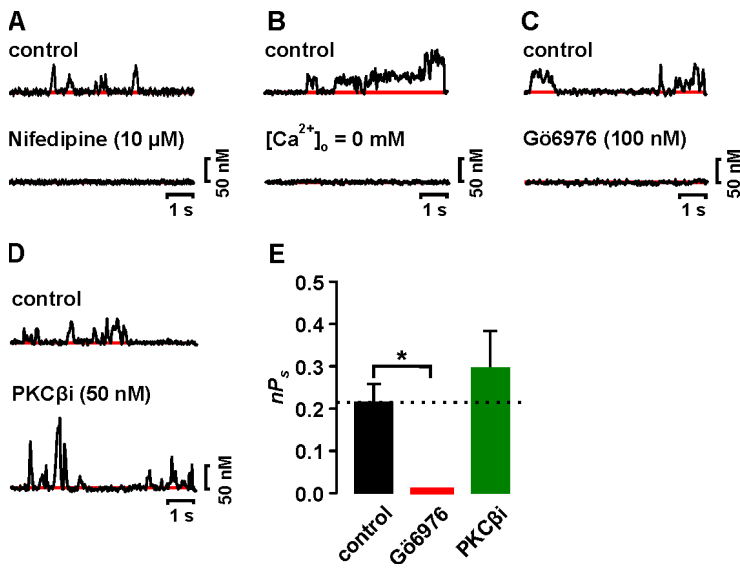 A
control
Nifedipine (10 µM)
50 nM
1 s
B
control
[Ca²⁺]ₒ = 0 mM
50 nM
1 s
C
control
Gö6976 (100 nM)
50 nM
1 s
D
control
PKCβi (50 nM)
50 nM
1 s
E
nPₛ
0.5
0.4
0.3
0.2
0.1
0.0
*
control
Gö6976
PKCβi